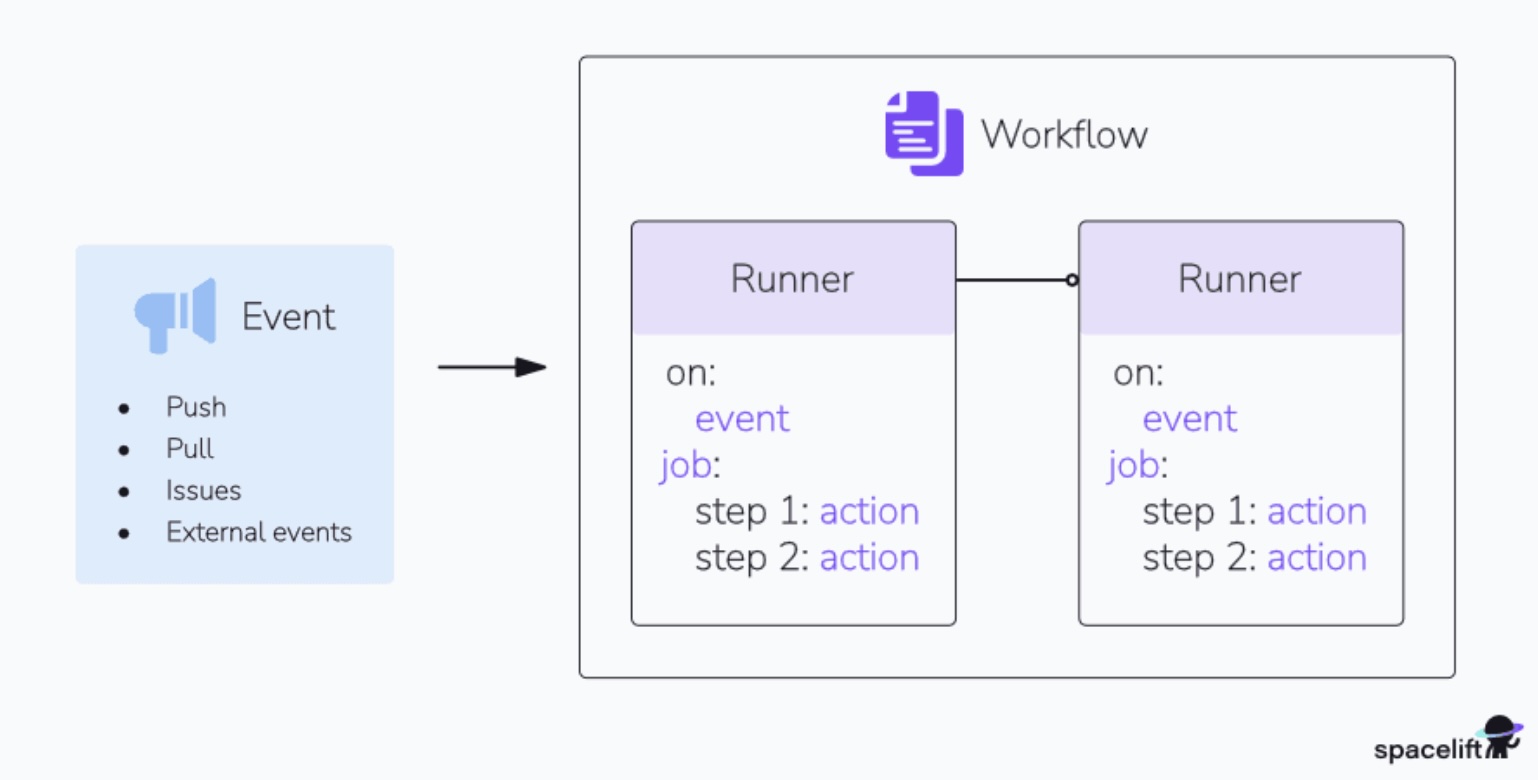 Workflow
Event
Push
Pull
Issues
External events
Runner
on:
event
job:
step 1: action
step 2: action
Runner
on:
event
job:
step 1: action
step 2: action
spacelift